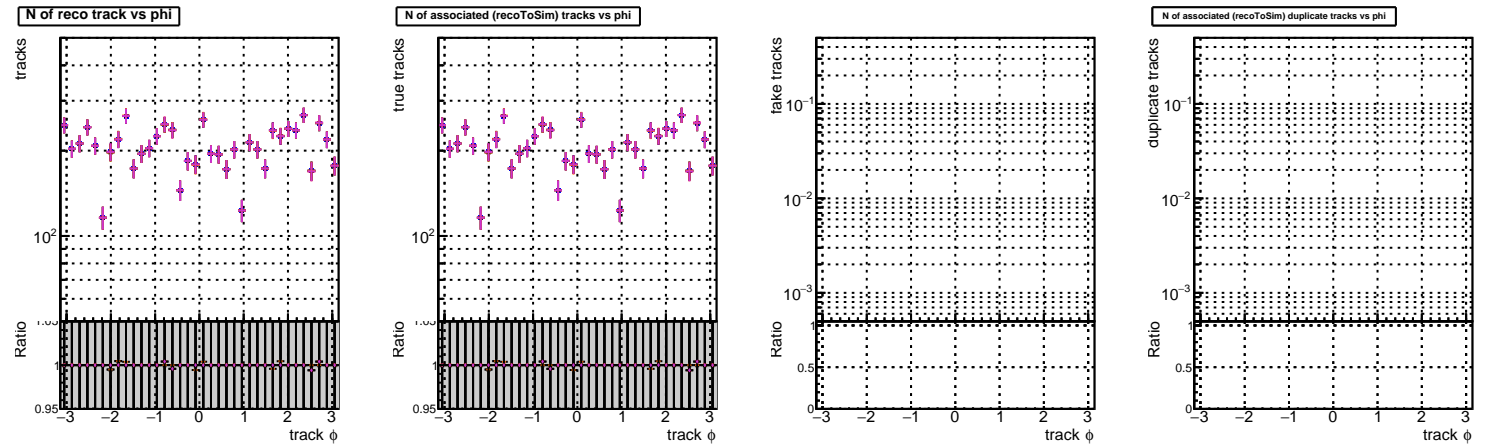 N of reco track vs phi
tracks
10²
Ratio
1.05
1
0.95
−3 −2 −1 0 1 2 3
track ϕ
N of associated (recoToSim) tracks vs phi
true tracks
10²
Ratio
1.05
1
0.95
−3 −2 −1 0 1 2 3
track ϕ
fake tracks
10⁻¹
10⁻²
10⁻³
Ratio
1
0.5
0
−3 −2 −1 0 1 2 3
track ϕ
N of associated (recoToSim) duplicate tracks vs phi
duplicate tracks
10⁻¹
10⁻²
10⁻³
Ratio
1
0.5
0
−3 −2 −1 0 1 2 3
track ϕ